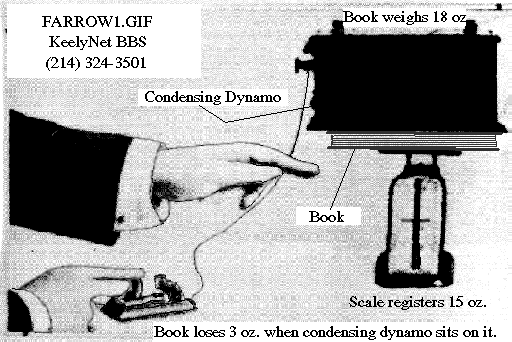 FARROW1.GIF
KeelyNet BBS
(214) 324-3501
Book weighs 18 oz
Condensing Dynamo
Book
Scale registers 15 oz.
Book loses 3 oz. when condensing dynamo sits on it.